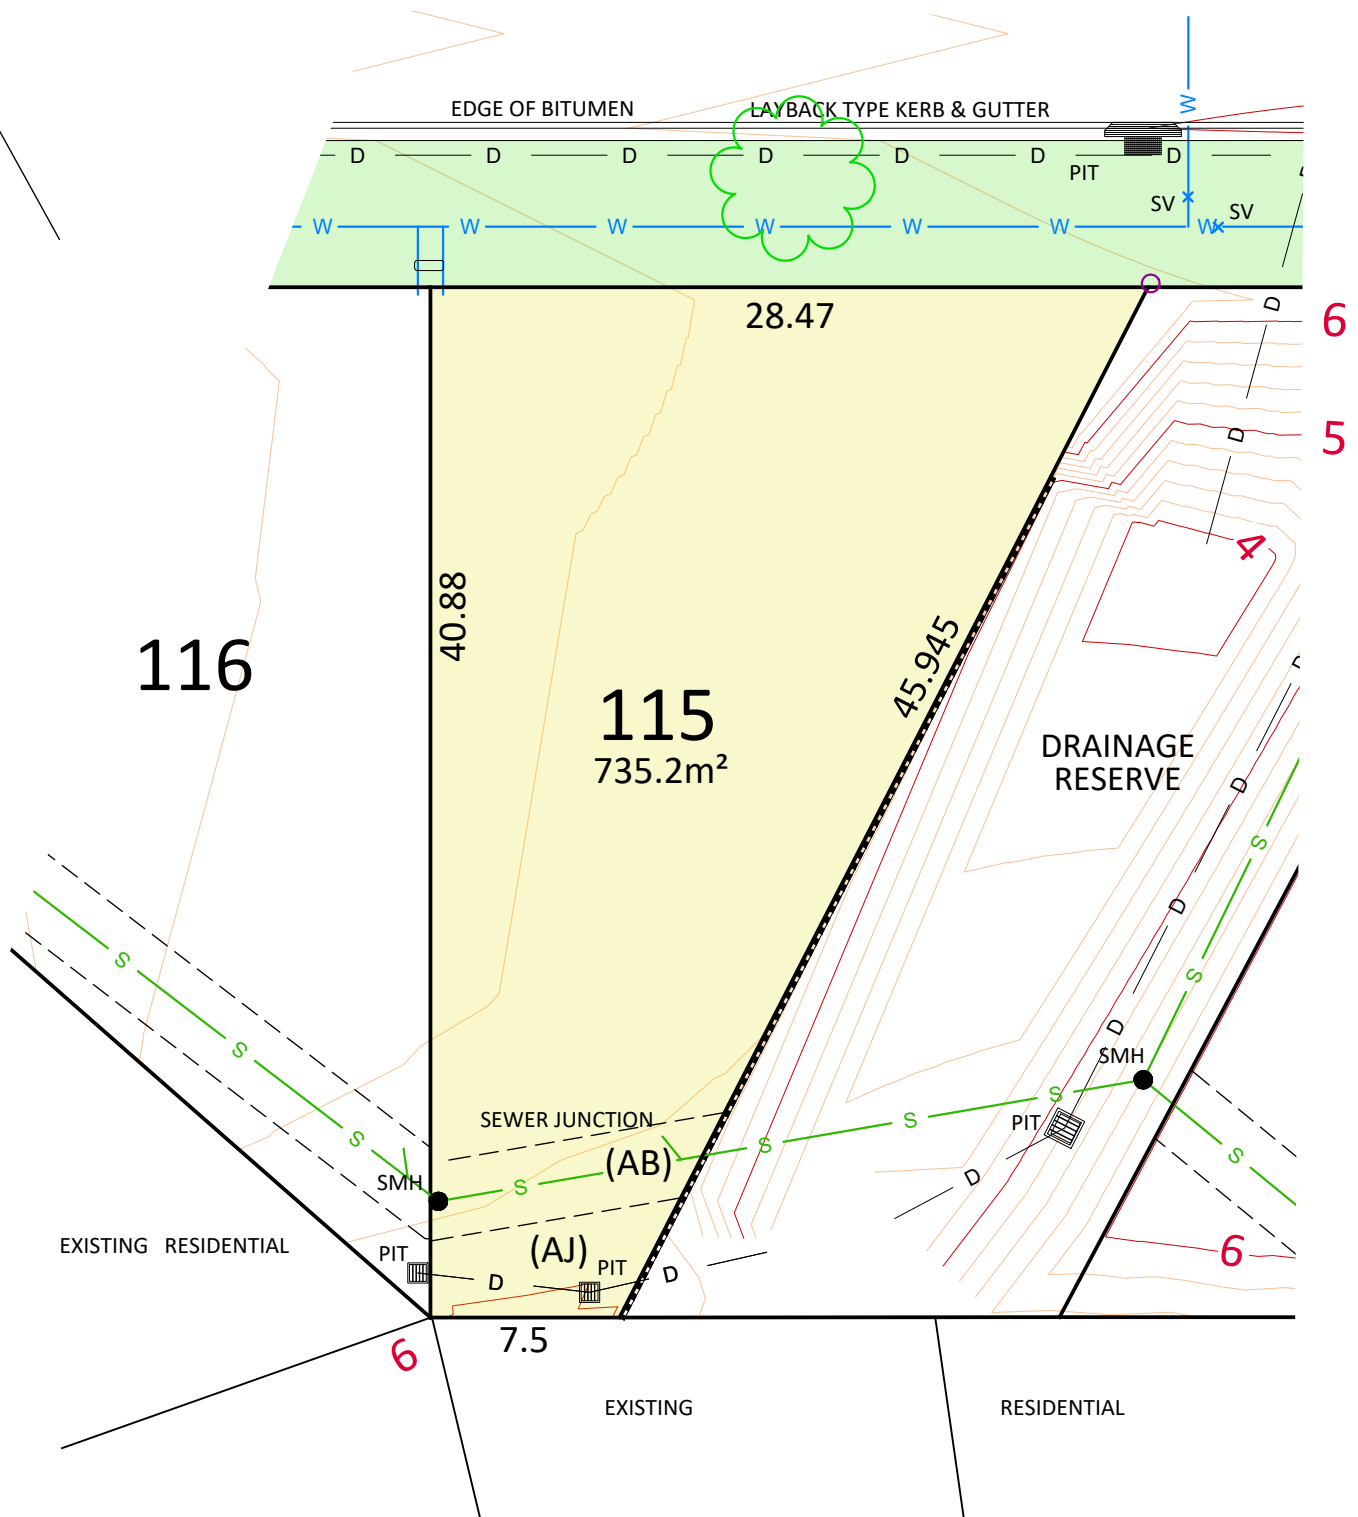 EDGE OF BITUMEN LAYBACK TYPE KERB & GUTTER
W
D D D D D D D
PIT
SV SV
W W W W W W W
28.47
D
6
D
5
4
40.88
45.945
116
115
735.2m²
DRAINAGE
RESERVE
D
D
S
D
S
S
S
D
SMH
SEWER JUNCTION
S
S
PIT
S
S
S
(AB)
D
SMH
S
EXISTING RESIDENTIAL
PIT
(AJ)
PIT
D
D
6
6
7.5
EXISTING RESIDENTIAL